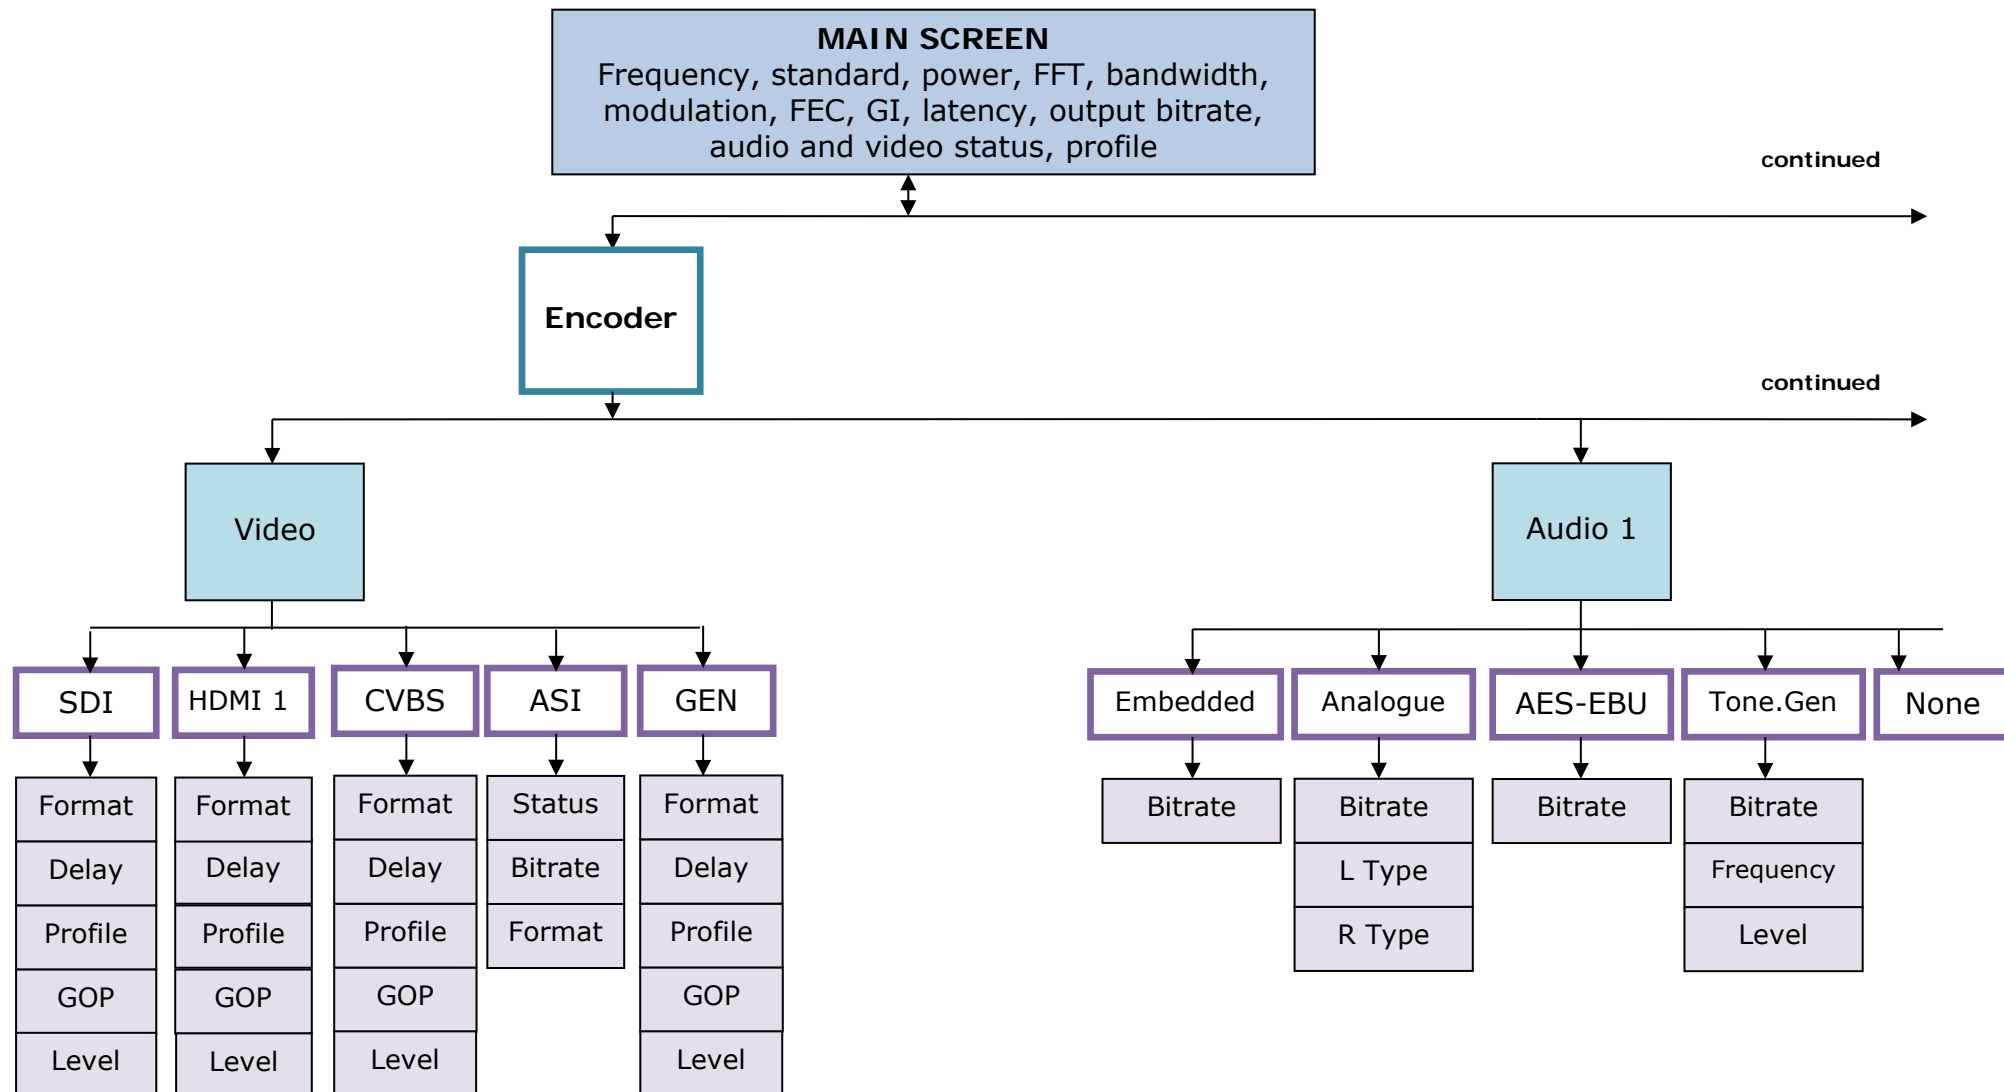 MAIN SCREEN
Frequency, standard, power, FFT, bandwidth,
modulation, FEC, GI, latency, output bitrate,
audio and video status, profile
continued
Encoder
continued
Video
Audio 1
SDI
HDMI 1
CVBS
ASI
GEN
Embedded
Analogue
AES-EBU
Tone.Gen
None
Format
Delay
Profile
GOP
Level
Format
Delay
Profile
GOP
Level
Format
Delay
Profile
GOP
Level
Status
Bitrate
Format
Format
Delay
Profile
GOP
Level
Bitrate
Bitrate
L Type
R Type
Bitrate
Bitrate
Frequency
Level